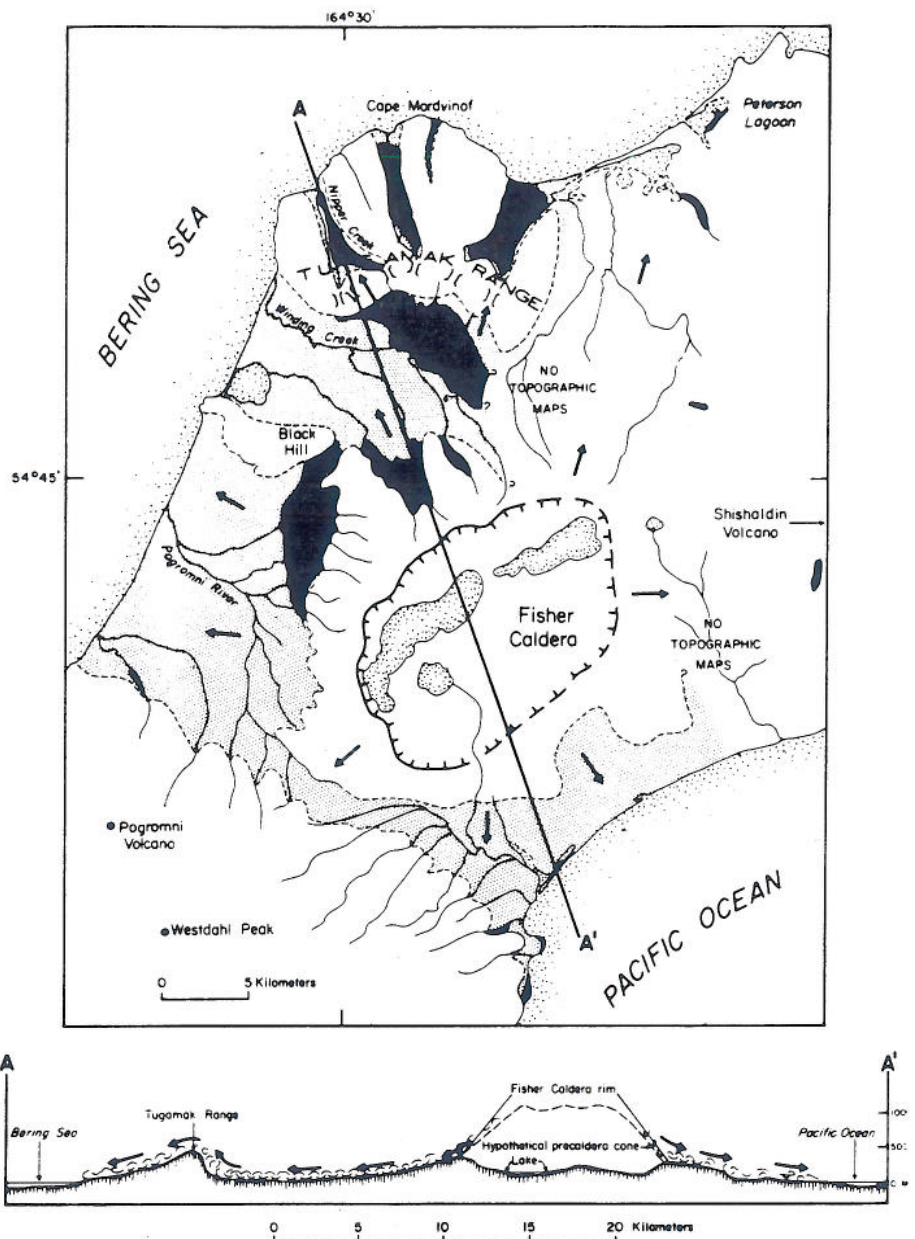 164°30'
A
Cape Mordvinof
Peterson
Lagoon
BERING SEA
Nipper Creek
RANGE
Winding Creek
NO
TOPOGRAPHIC
MAPS
?
Black
Hill
54°45'
Shishaldin
Volcano
Pogromni River
Fisher
Caldera
NO
TOPOGRAPHIC
MAPS
Pogromni
Volcano
Westdahl Peak
A'
PACIFIC OCEAN
0 5 Kilometers
A
A'
Fisher Caldera rim
Tugamak Range
Bering Sea
Hypothetical precaldera cone
Pacific Ocean
Lake
0 5 10 15 20 Kilometers